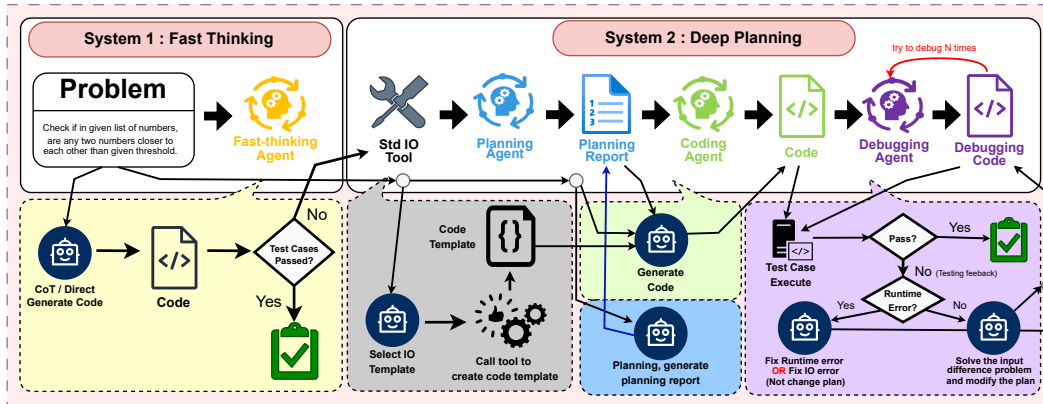 System 1 : Fast Thinking
System 2 : Deep Planning
try to debug N times
Problem
Check if in given list of numbers,
are any two numbers closer to
each other than given threshold.
Fast-thinking
Agent
Std IO
Tool
Planning
Agent
1
2
3
Planning
Report
Coding
Agent
</>
Code
Debugging
Agent
</>
Debugging
Code
CoT / Direct
Generate Code
</>
Code
No
Test Cases
Passed?
Yes
Code
Template
{}
Select IO
Template
Call tool to
create code template
Generate
Code
Planning, generate
planning report
</>
Test Case
Execute
Pass?
Yes
No (Testing feeback)
Runtime
Error?
Yes
No
Fix Runtime error
OR Fix IO error
(Not change plan)
Solve the input
difference problem
and modify the plan